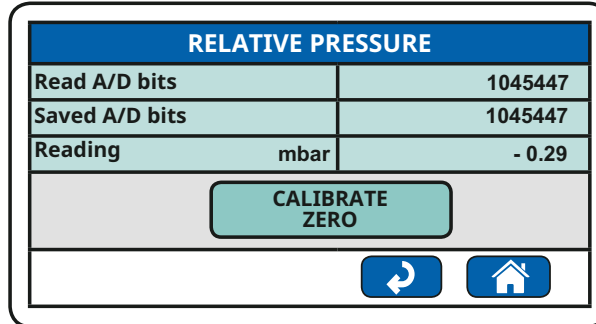 RELATIVE PRESSURE
Read A/D bits 1045447
Saved A/D bits 1045447
Reading mbar - 0.29
CALIBRATE
ZERO